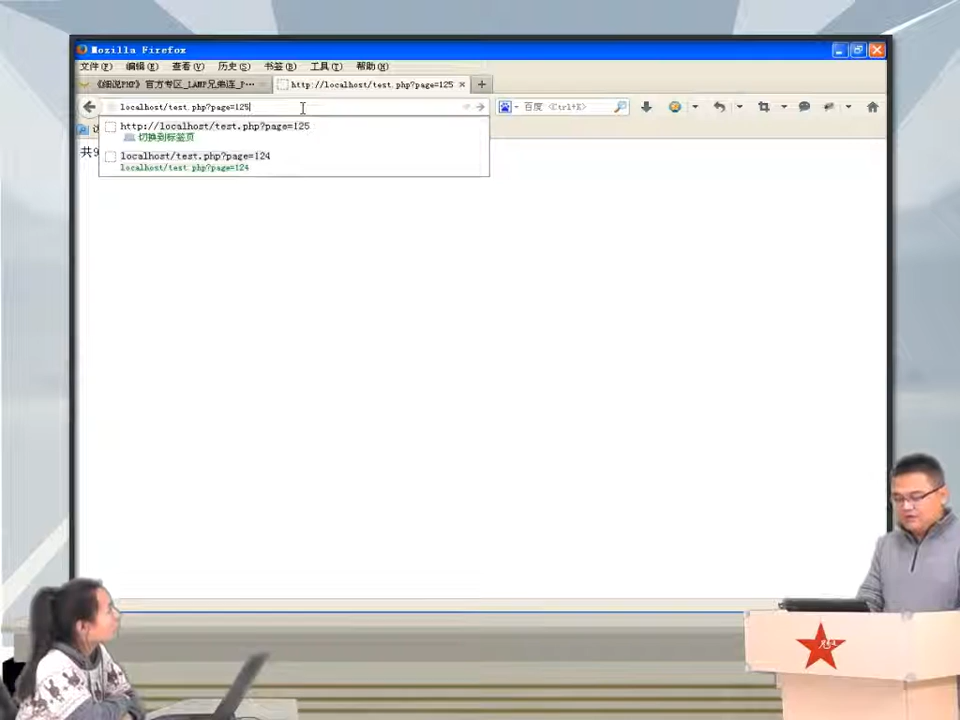 Mozilla Firefox
文件(F) 编辑(E) 查看(V) 历史(S) 书签(B) 工具(T) 帮助(H)
《细说PHP》官方专区_LAMP兄弟连_P···
http://localhost/test.php?page=125
localhost/test.php?page=125
百度 <Ctrl+K>
http://localhost/test.php?page=125
切换到标签页
localhost/test.php?page=124
localhost/test.php?page=124
共9